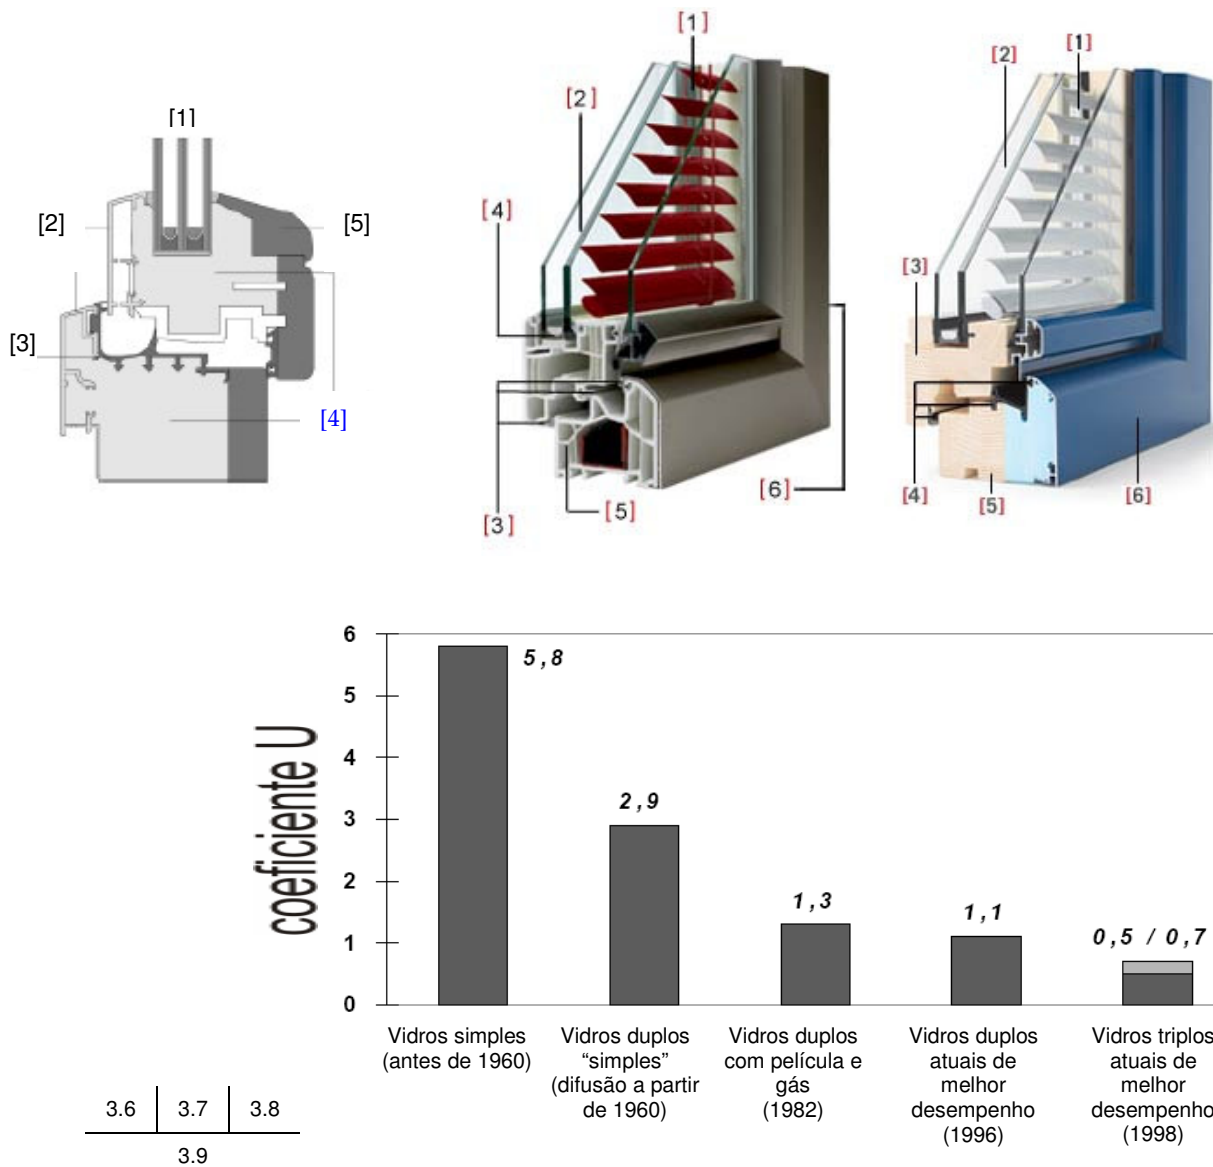 [1]
[2]
[5]
[3]
[4]
[1]
[2]
[4]
[3]
[5]
[6]
[1]
[2]
[3]
[4]
[5]
[6]
coeficiente U
6
5
4
3
2
1
0
5,8
2,9
1,3
1,1
0,5 / 0,7
Vidros simples
(antes de 1960)
Vidros duplos
“simples”
(difusão a partir
de 1960)
Vidros duplos
com película e
gás
(1982)
Vidros duplos
atuais de
melhor
desempenho
(1996)
Vidros triplos
atuais de
melhor
desempenho
(1998)
3.6 3.7 3.8
3.9